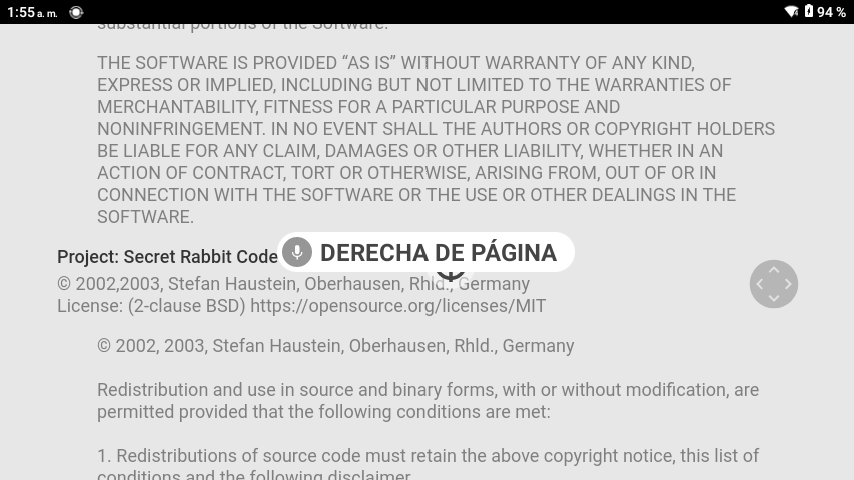 1:55 a. m.
94 %
substantial portions of the Software.
THE SOFTWARE IS PROVIDED “AS IS” WITHOUT WARRANTY OF ANY KIND,
EXPRESS OR IMPLIED, INCLUDING BUT NOT LIMITED TO THE WARRANTIES OF
MERCHANTABILITY, FITNESS FOR A PARTICULAR PURPOSE AND
NONINFRINGEMENT. IN NO EVENT SHALL THE AUTHORS OR COPYRIGHT HOLDERS
BE LIABLE FOR ANY CLAIM, DAMAGES OR OTHER LIABILITY, WHETHER IN AN
ACTION OF CONTRACT, TORT OR OTHERWISE, ARISING FROM, OUT OF OR IN
CONNECTION WITH THE SOFTWARE OR THE USE OR OTHER DEALINGS IN THE
SOFTWARE.
Project: Secret Rabbit Code
DERECHA DE PÁGINA
© 2002,2003, Stefan Haustein, Oberhausen, Rhld., Germany
License: (2-clause BSD) https://opensource.org/licenses/MIT
© 2002, 2003, Stefan Haustein, Oberhausen, Rhld., Germany
Redistribution and use in source and binary forms, with or without modification, are
permitted provided that the following conditions are met:
1. Redistributions of source code must retain the above copyright notice, this list of
conditions and the following disclaimer.